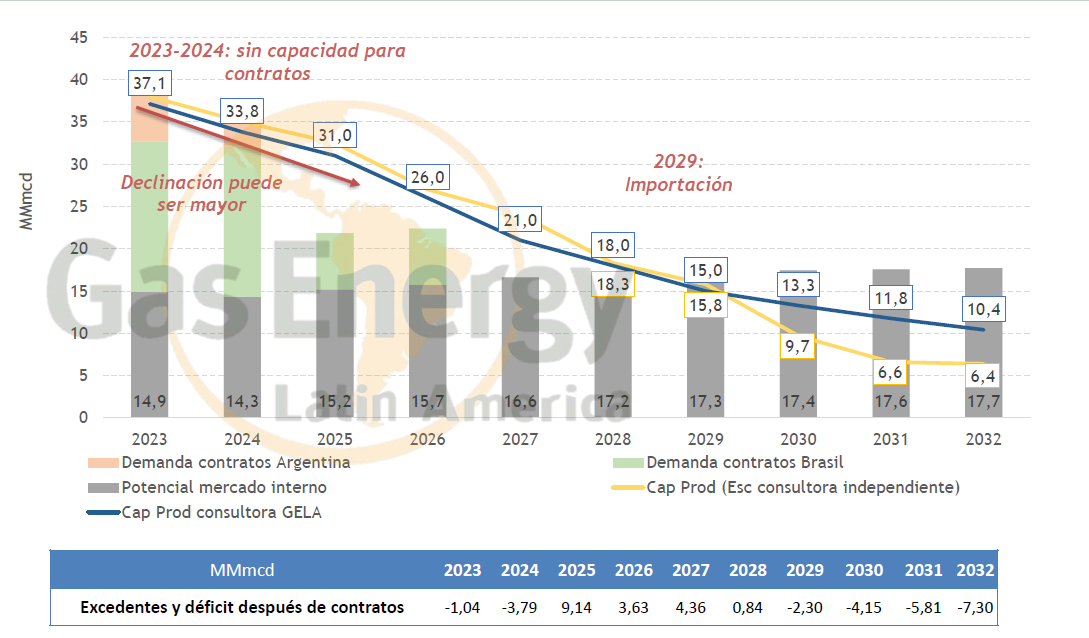 45
2023-2024: sin capacidad para
contratos
40
37,1
35
33,8
31,0
30
2029:
Importación
26,0
Declinación puede
ser mayor
25
21,0
20
18,0
18,3
15
15,0
15,8
13,3
11,8
10,4
10
9,7
6,6
6,4
5
0
MMmcd
Gas Energy
Latin America
14,9 14,3 15,2 15,7 16,6 17,2 17,3 17,4 17,6 17,7
2023 2024 2025 2026 2027 2028 2029 2030 2031 2032
Demanda contratos Argentina
Demanda contratos Brasil
Potencial mercado interno
Cap Prod (Esc consultora independiente)
Cap Prod consultora GELA
MMmcd 2023 2024 2025 2026 2027 2028 2029 2030 2031 2032
Excedentes y déficit después de contratos -1,04 -3,79 9,14 3,63 4,36 0,84 -2,30 -4,15 -5,81 -7,30